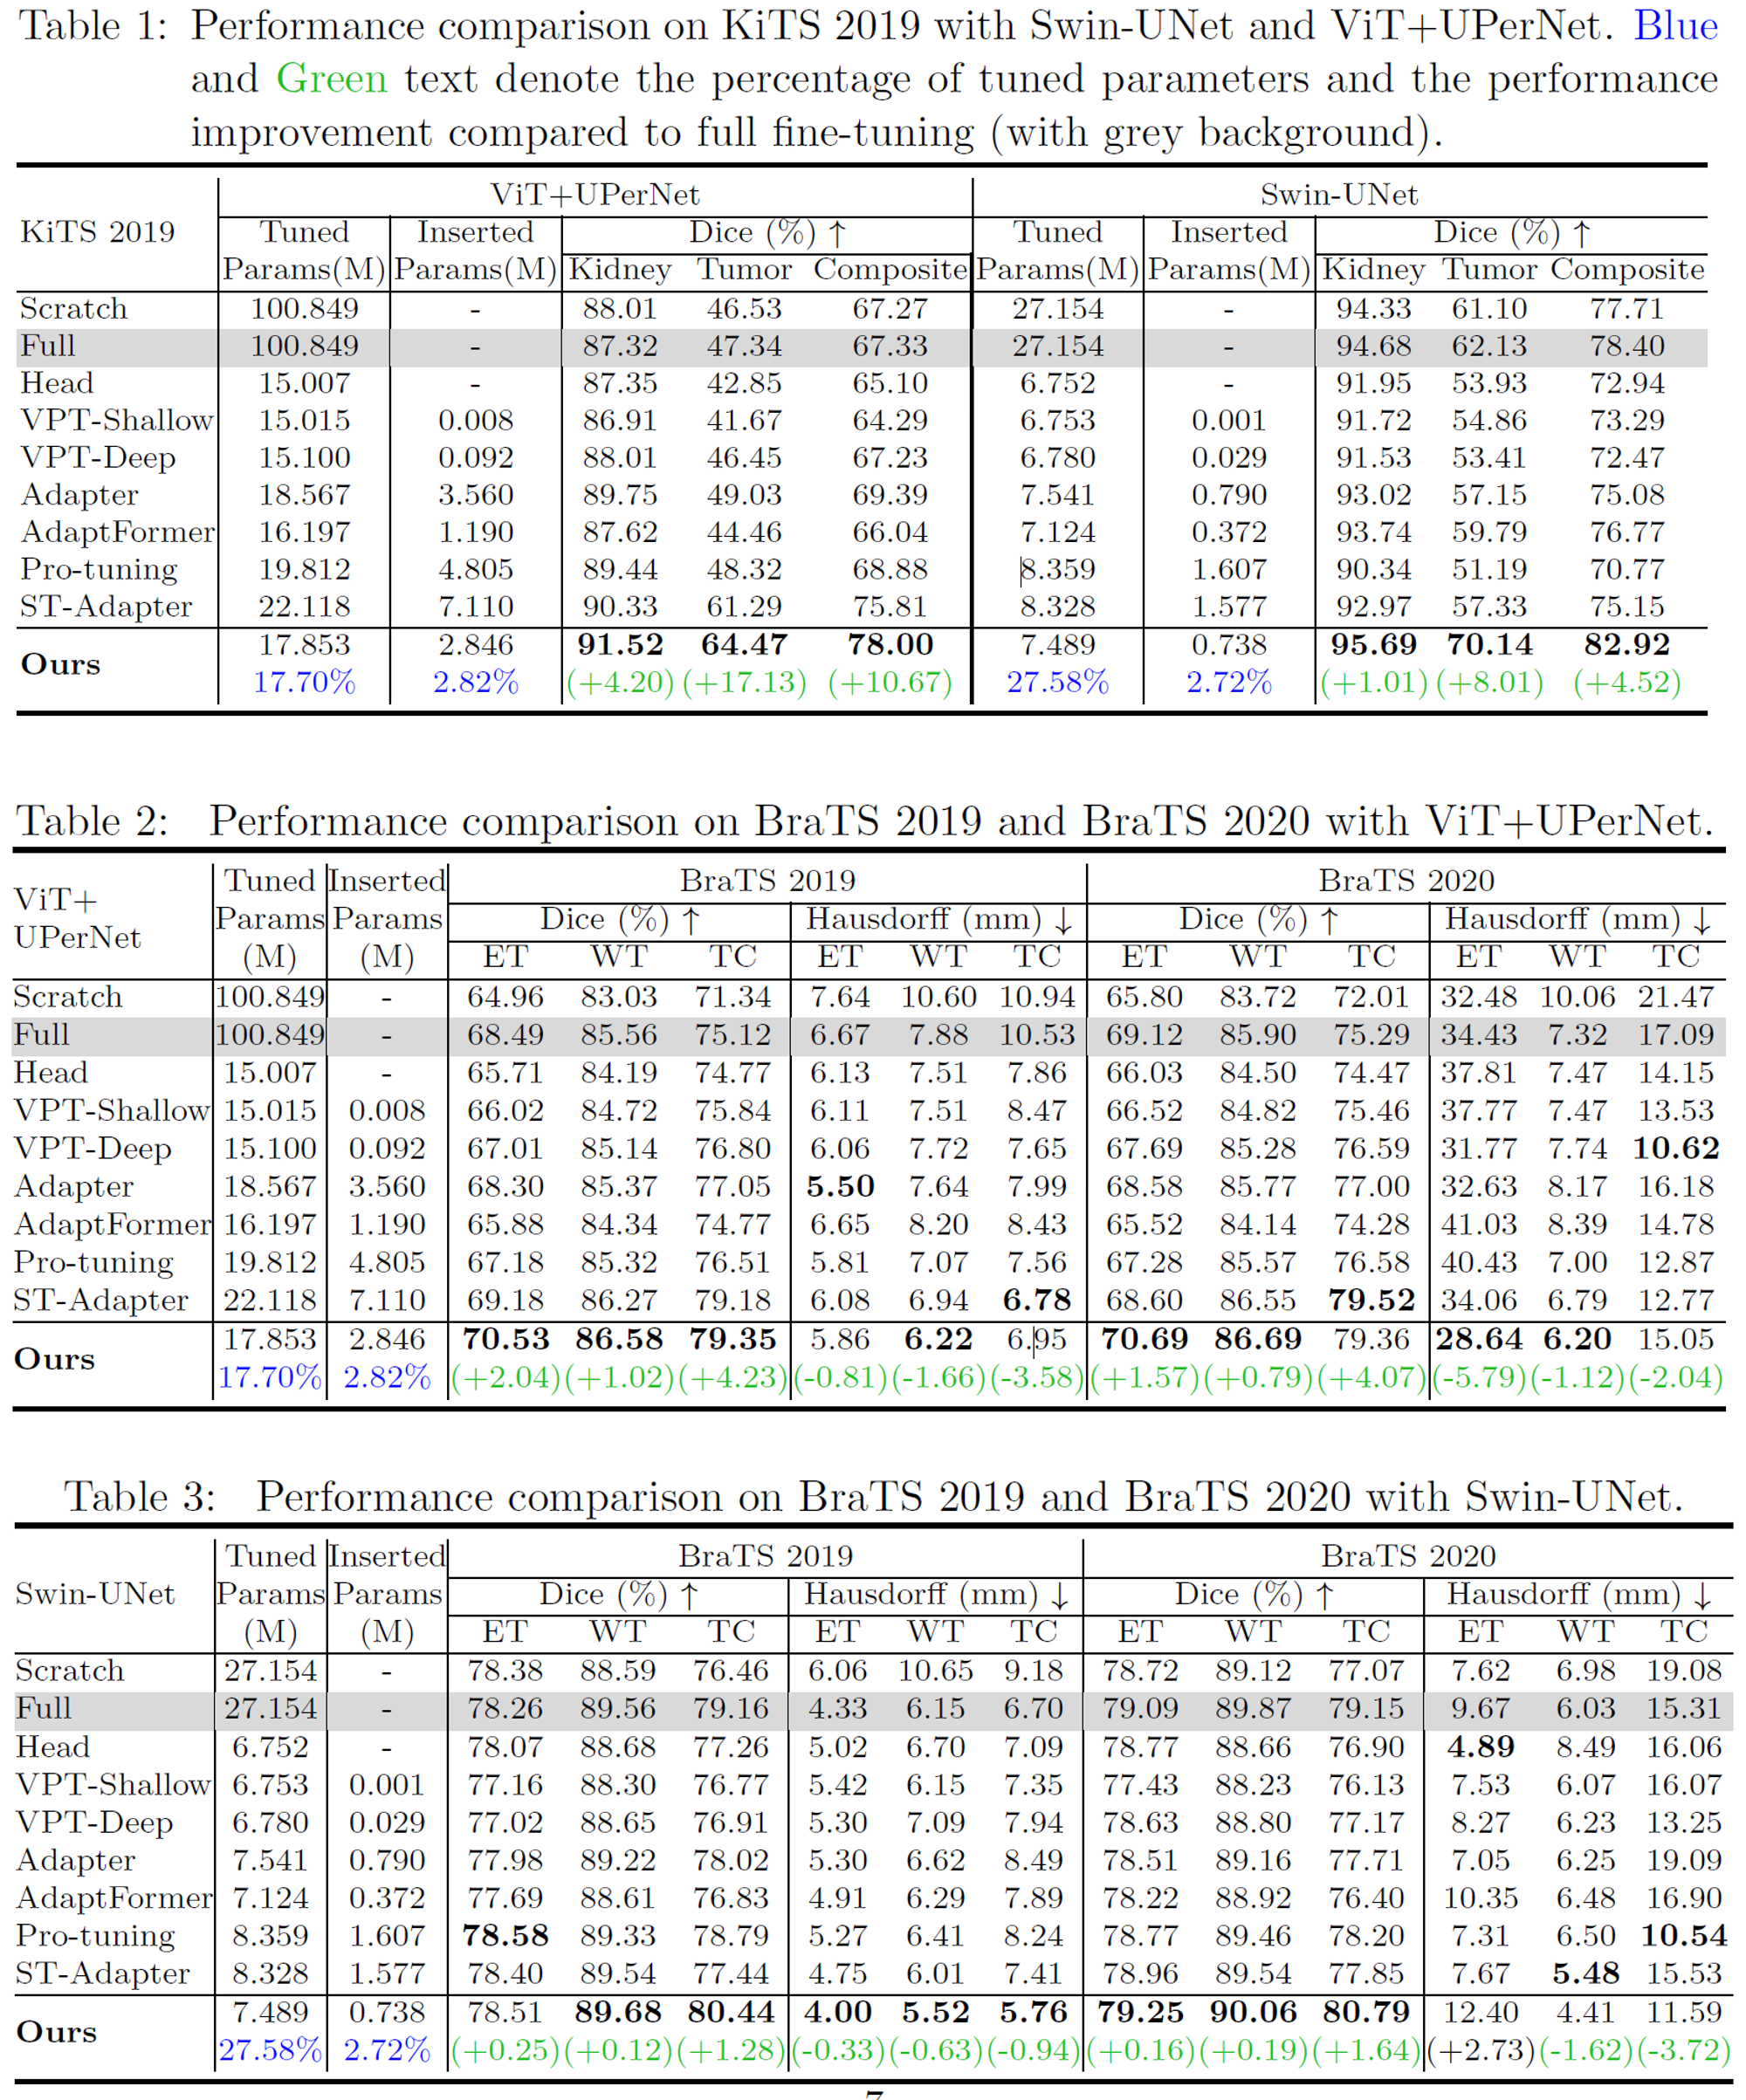 Table 1: Performance comparison on KiTS 2019 with Swin-UNet and ViT+UPerNet. Blue
and Green text denote the percentage of tuned parameters and the performance
improvement compared to full fine-tuning (with grey background).
ViT+UPerNet Swin-UNet
KiTS 2019 Tuned Inserted Dice (%) ↑ Tuned Inserted Dice (%) ↑
Params(M) Params(M) Kidney Tumor Composite Params(M) Params(M) Kidney Tumor Composite
Scratch 100.849 - 88.01 46.53 67.27 27.154 - 94.33 61.10 77.71
Full 100.849 - 87.32 47.34 67.33 27.154 - 94.68 62.13 78.40
Head 15.007 - 87.35 42.85 65.10 6.752 - 91.95 53.93 72.94
VPT-Shallow 15.015 0.008 86.91 41.67 64.29 6.753 0.001 91.72 54.86 73.29
VPT-Deep 15.100 0.092 88.01 46.45 67.23 6.780 0.029 91.53 53.41 72.47
Adapter 18.567 3.560 89.75 49.03 69.39 7.541 0.790 93.02 57.15 75.08
AdaptFormer 16.197 1.190 87.62 44.46 66.04 7.124 0.372 93.74 59.79 76.77
Pro-tuning 19.812 4.805 89.44 48.32 68.88 8.359 1.607 90.34 51.19 70.77
ST-Adapter 22.118 7.110 90.33 61.29 75.81 8.328 1.577 92.97 57.33 75.15
Ours 17.853 2.846 91.52 64.47 78.00 7.489 0.738 95.69 70.14 82.92
17.70% 2.82% (+4.20) (+17.13) (+10.67) 27.58% 2.72% (+1.01) (+8.01) (+4.52)
Table 2: Performance comparison on BraTS 2019 and BraTS 2020 with ViT+UPerNet.
ViT+ Tuned Inserted BraTS 2019 BraTS 2020
UPerNet Params Params Dice (%) ↑ Hausdorff (mm) ↓ Dice (%) ↑ Hausdorff (mm) ↓
(M) (M) ET WT TC ET WT TC ET WT TC ET WT TC
Scratch 100.849 - 64.96 83.03 71.34 7.64 10.60 10.94 65.80 83.72 72.01 32.48 10.06 21.47
Full 100.849 - 68.49 85.56 75.12 6.67 7.88 10.53 69.12 85.90 75.29 34.43 7.32 17.09
Head 15.007 - 65.71 84.19 74.77 6.13 7.51 7.86 66.03 84.50 74.47 37.81 7.47 14.15
VPT-Shallow 15.015 0.008 66.02 84.72 75.84 6.11 7.51 8.47 66.52 84.82 75.46 37.77 7.47 13.53
VPT-Deep 15.100 0.092 67.01 85.14 76.80 6.06 7.72 7.65 67.69 85.28 76.59 31.77 7.74 10.62
Adapter 18.567 3.560 68.30 85.37 77.05 5.50 7.64 7.99 68.58 85.77 77.00 32.63 8.17 16.18
AdaptFormer 16.197 1.190 65.88 84.34 74.77 6.65 8.20 8.43 65.52 84.14 74.28 41.03 8.39 14.78
Pro-tuning 19.812 4.805 67.18 85.32 76.51 5.81 7.07 7.56 67.28 85.57 76.58 40.43 7.00 12.87
ST-Adapter 22.118 7.110 69.18 86.27 79.18 6.08 6.94 6.78 68.60 86.55 79.52 34.06 6.79 12.77
Ours 17.853 2.846 70.53 86.58 79.35 5.86 6.22 6.95 70.69 86.69 79.36 28.64 6.20 15.05
17.70% 2.82% (+2.04) (+1.02) (+4.23) (-0.81) (-1.66) (-3.58) (+1.57) (+0.79) (+4.07) (-5.79) (-1.12) (-2.04)
Table 3: Performance comparison on BraTS 2019 and BraTS 2020 with Swin-UNet.
Tuned Inserted BraTS 2019 BraTS 2020
Swin-UNet Params Params Dice (%) ↑ Hausdorff (mm) ↓ Dice (%) ↑ Hausdorff (mm) ↓
(M) (M) ET WT TC ET WT TC ET WT TC ET WT TC
Scratch 27.154 - 78.38 88.59 76.46 6.06 10.65 9.18 78.72 89.12 77.07 7.62 6.98 19.08
Full 27.154 - 78.26 89.56 79.16 4.33 6.15 6.70 79.09 89.87 79.15 9.67 6.03 15.31
Head 6.752 - 78.07 88.68 77.26 5.02 6.70 7.09 78.77 88.66 76.90 4.89 8.49 16.06
VPT-Shallow 6.753 0.001 77.16 88.30 76.77 5.42 6.15 7.35 77.43 88.23 76.13 7.53 6.07 16.07
VPT-Deep 6.780 0.029 77.02 88.65 76.91 5.30 7.09 7.94 78.63 88.80 77.17 8.27 6.23 13.25
Adapter 7.541 0.790 77.98 89.22 78.02 5.30 6.62 8.49 78.51 89.16 77.71 7.05 6.25 19.09
AdaptFormer 7.124 0.372 77.69 88.61 76.83 4.91 6.29 7.89 78.22 88.92 76.40 10.35 6.48 16.90
Pro-tuning 8.359 1.607 78.58 89.33 78.79 5.27 6.41 8.24 78.77 89.46 78.20 7.31 6.50 10.54
ST-Adapter 8.328 1.577 78.40 89.54 77.44 4.75 6.01 7.41 78.96 89.54 77.85 7.67 5.48 15.53
Ours 7.489 0.738 78.51 89.68 80.44 4.00 5.52 5.76 79.25 90.06 80.79 12.40 4.41 11.59
27.58% 2.72% (+0.25) (+0.12) (+1.28) (-0.33) (-0.63) (-0.94) (+0.16) (+0.19) (+1.64) (+2.73) (-1.62) (-3.72)